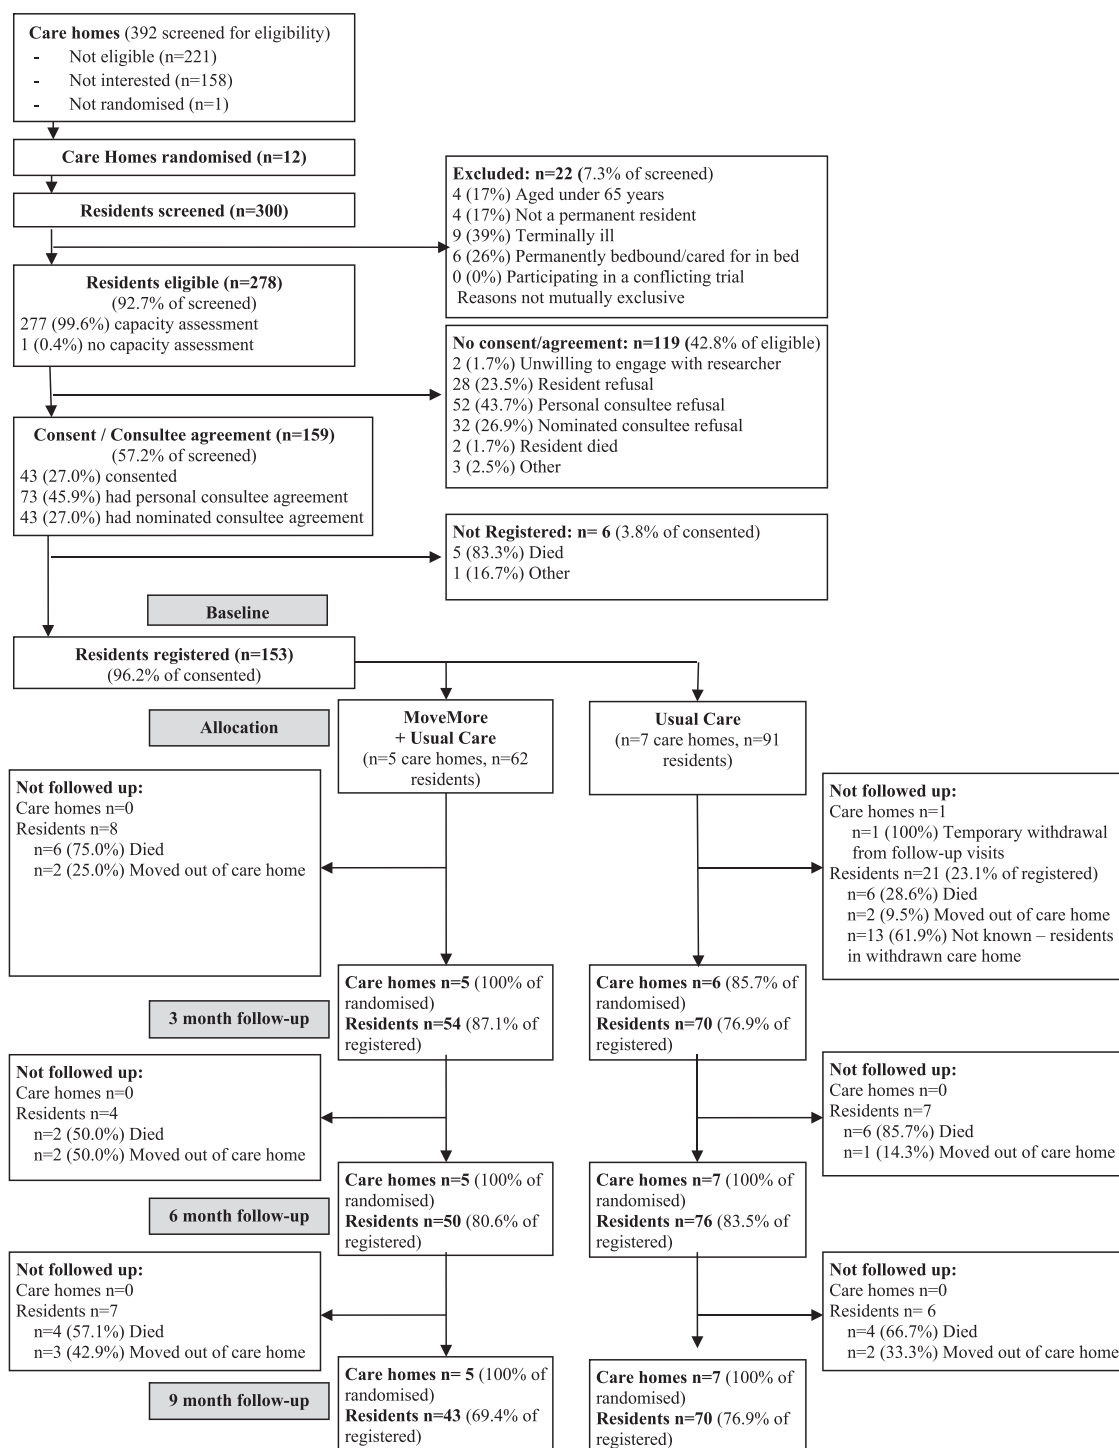 Care homes (392 screened for eligibility)
- Not eligible (n=221)
- Not interested (n=158)
- Not randomised (n=1)
Care Homes randomised (n=12)
Residents screened (n=300)
Excluded: n=22 (7.3% of screened)
4 (17%) Aged under 65 years
4 (17%) Not a permanent resident
9 (39%) Terminally ill
6 (26%) Permanently bedbound/cared for in bed
0 (0%) Participating in a conflicting trial
Reasons not mutually exclusive
Residents eligible (n=278)
(92.7% of screened)
277 (99.6%) capacity assessment
1 (0.4%) no capacity assessment
No consent/agreement: n=119 (42.8% of eligible)
2 (1.7%) Unwilling to engage with researcher
28 (23.5%) Resident refusal
52 (43.7%) Personal consultee refusal
32 (26.9%) Nominated consultee refusal
2 (1.7%) Resident died
3 (2.5%) Other
Consent / Consultee agreement (n=159)
(57.2% of screened)
43 (27.0%) consented
73 (45.9%) had personal consultee agreement
43 (27.0%) had nominated consultee agreement
Not Registered: n= 6 (3.8% of consented)
5 (83.3%) Died
1 (16.7%) Other
Baseline
Residents registered (n=153)
(96.2% of consented)
Allocation
MoveMore
+ Usual Care
(n=5 care homes, n=62
residents)
Usual Care
(n=7 care homes, n=91
residents)
Not followed up:
Care homes n=0
Residents n=8
n=6 (75.0%) Died
n=2 (25.0%) Moved out of care home
Not followed up:
Care homes n=1
n=1 (100%) Temporary withdrawal
from follow-up visits
Residents n=21 (23.1% of registered)
n=6 (28.6%) Died
n=2 (9.5%) Moved out of care home
n=13 (61.9%) Not known – residents
in withdrawn care home
3 month follow-up
Care homes n=5 (100% of
randomised)
Residents n=54 (87.1% of
registered)
Care homes n=6 (85.7% of
randomised)
Residents n=70 (76.9% of
registered)
Not followed up:
Care homes n=0
Residents n=4
n=2 (50.0%) Died
n=2 (50.0%) Moved out of care home
Not followed up:
Care homes n=0
Residents n=7
n=6 (85.7%) Died
n=1 (14.3%) Moved out of care home
6 month follow-up
Care homes n=5 (100% of
randomised)
Residents n=50 (80.6% of
registered)
Care homes n=7 (100% of
randomised)
Residents n=76 (83.5% of
registered)
Not followed up:
Care homes n=0
Residents n=7
n=4 (57.1%) Died
n=3 (42.9%) Moved out of care home
Not followed up:
Care homes n=0
Residents n= 6
n=4 (66.7%) Died
n=2 (33.3%) Moved out of care home
9 month follow-up
Care homes n= 5 (100% of
randomised)
Residents n=43 (69.4% of
registered)
Care homes n=7 (100% of
randomised)
Residents n=70 (76.9% of
registered)